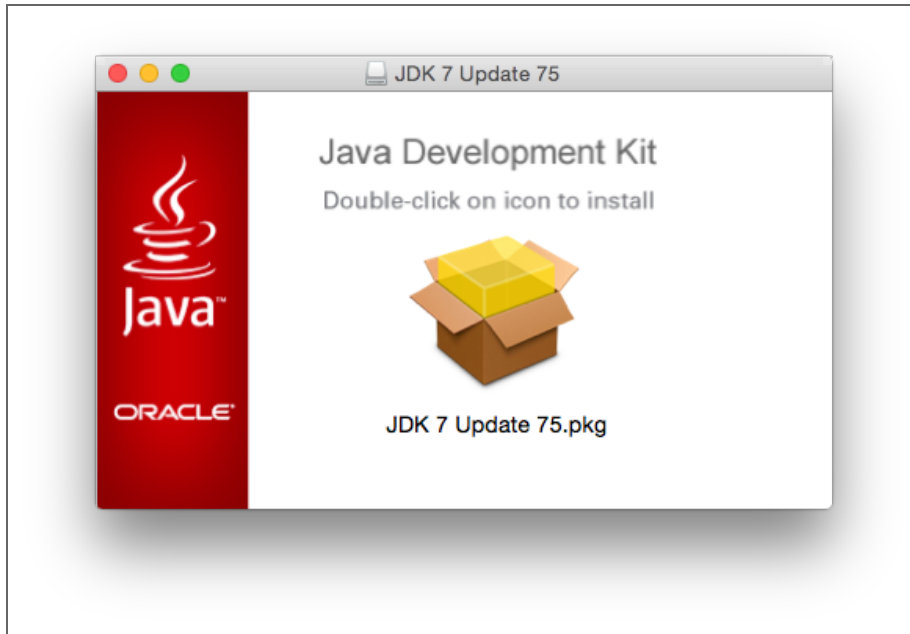 JDK 7 Update 75
Java Development Kit
Double-click on icon to install
Java™
ORACLE®
JDK 7 Update 75.pkg